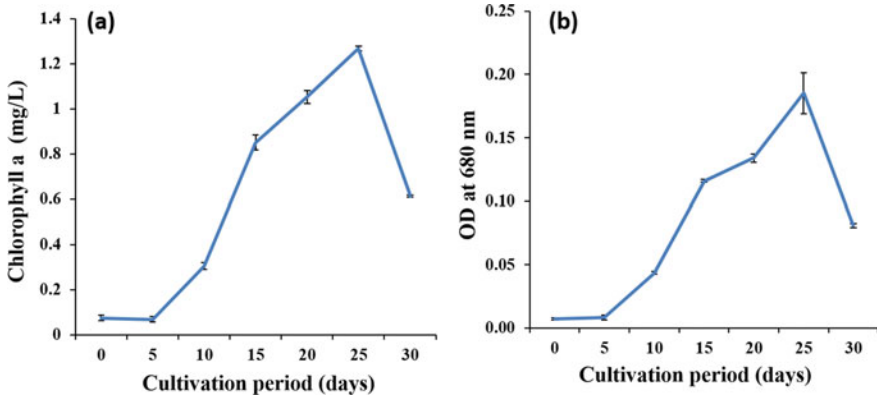 (a)
Chlorophyll a (mg/L)
1.4
1.2
1
0.8
0.6
0.4
0.2
0
0 5 10 15 20 25 30
Cultivation period (days)
(b)
OD at 680 nm
0.25
0.20
0.15
0.10
0.05
0.00
0 5 10 15 20 25 30
Cultivation period (days)